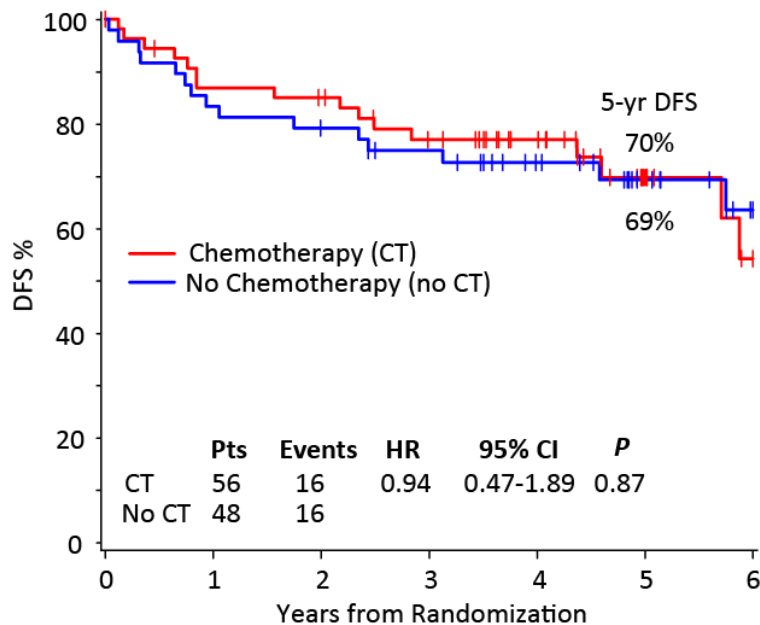 100
80
60
40
20
0
DFS %
5-yr DFS
70%
69%
Chemotherapy (CT)
No Chemotherapy (no CT)
Pts Events HR 95% CI P
CT 56 16 0.94 0.47-1.89 0.87
No CT 48 16
0 1 2 3 4 5 6
Years from Randomization